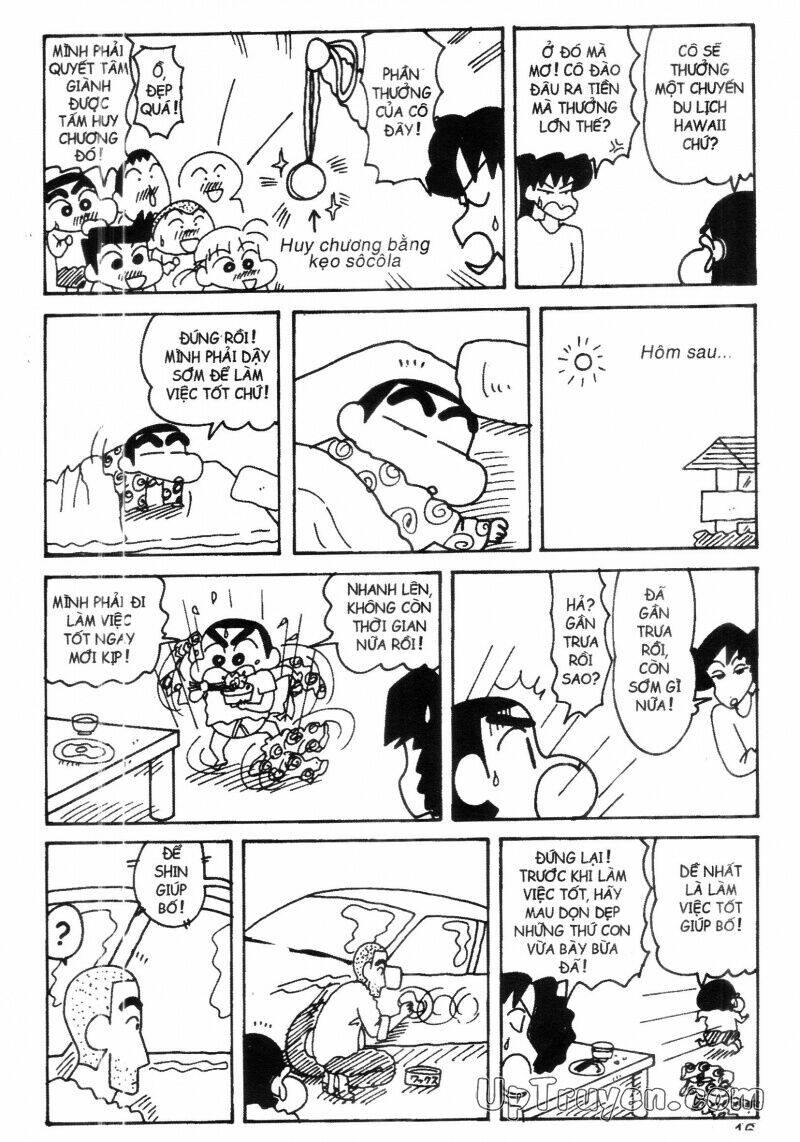 CÔ SẼ
THƯỞNG
MỘT CHUYẾN
DU LỊCH
HAWAII
CHỨ?
Ở ĐÓ MÀ
MƠ! CÔ ĐÀO
ĐÂU RA TIỀN
MÀ THƯỞNG
LỚN THẾ?
PHẦN
THƯỞNG
CỦA CÔ
ĐÂY!
Huy chương bằng
kẹo sôcôla
Ồ,
ĐẸP
QUÁ!
MÌNH PHẢI
QUYẾT TÂM
GIÀNH
ĐƯỢC
TẤM HUY
CHƯƠNG
ĐÓ!
Hôm sau...
ĐÚNG RỒI!
MÌNH PHẢI DẬY
SỚM ĐỂ LÀM
VIỆC TỐT CHỨ!
ĐÃ
GẦN
TRƯA
RỒI,
CÒN
SỚM GÌ
NỮA!
HẢ?
GẦN
TRƯA
RỒI
SAO?
NHANH LÊN,
KHÔNG CÒN
THỜI GIAN
NỮA RỒI!
MÌNH PHẢI ĐI
LÀM VIỆC
TỐT NGAY
MỚI KỊP!
DỄ NHẤT
LÀ LÀM
VIỆC TỐT
GIÚP BỐ!
ĐỨNG LẠI!
TRƯỚC KHI LÀM
VIỆC TỐT, HÃY
MAU DỌN DẸP
NHỮNG THỨ CON
VỪA BÀY BỪA
ĐÃ!
ワックス
ĐỂ
SHIN
GIÚP
BỐ!
?
UpTruyen.com